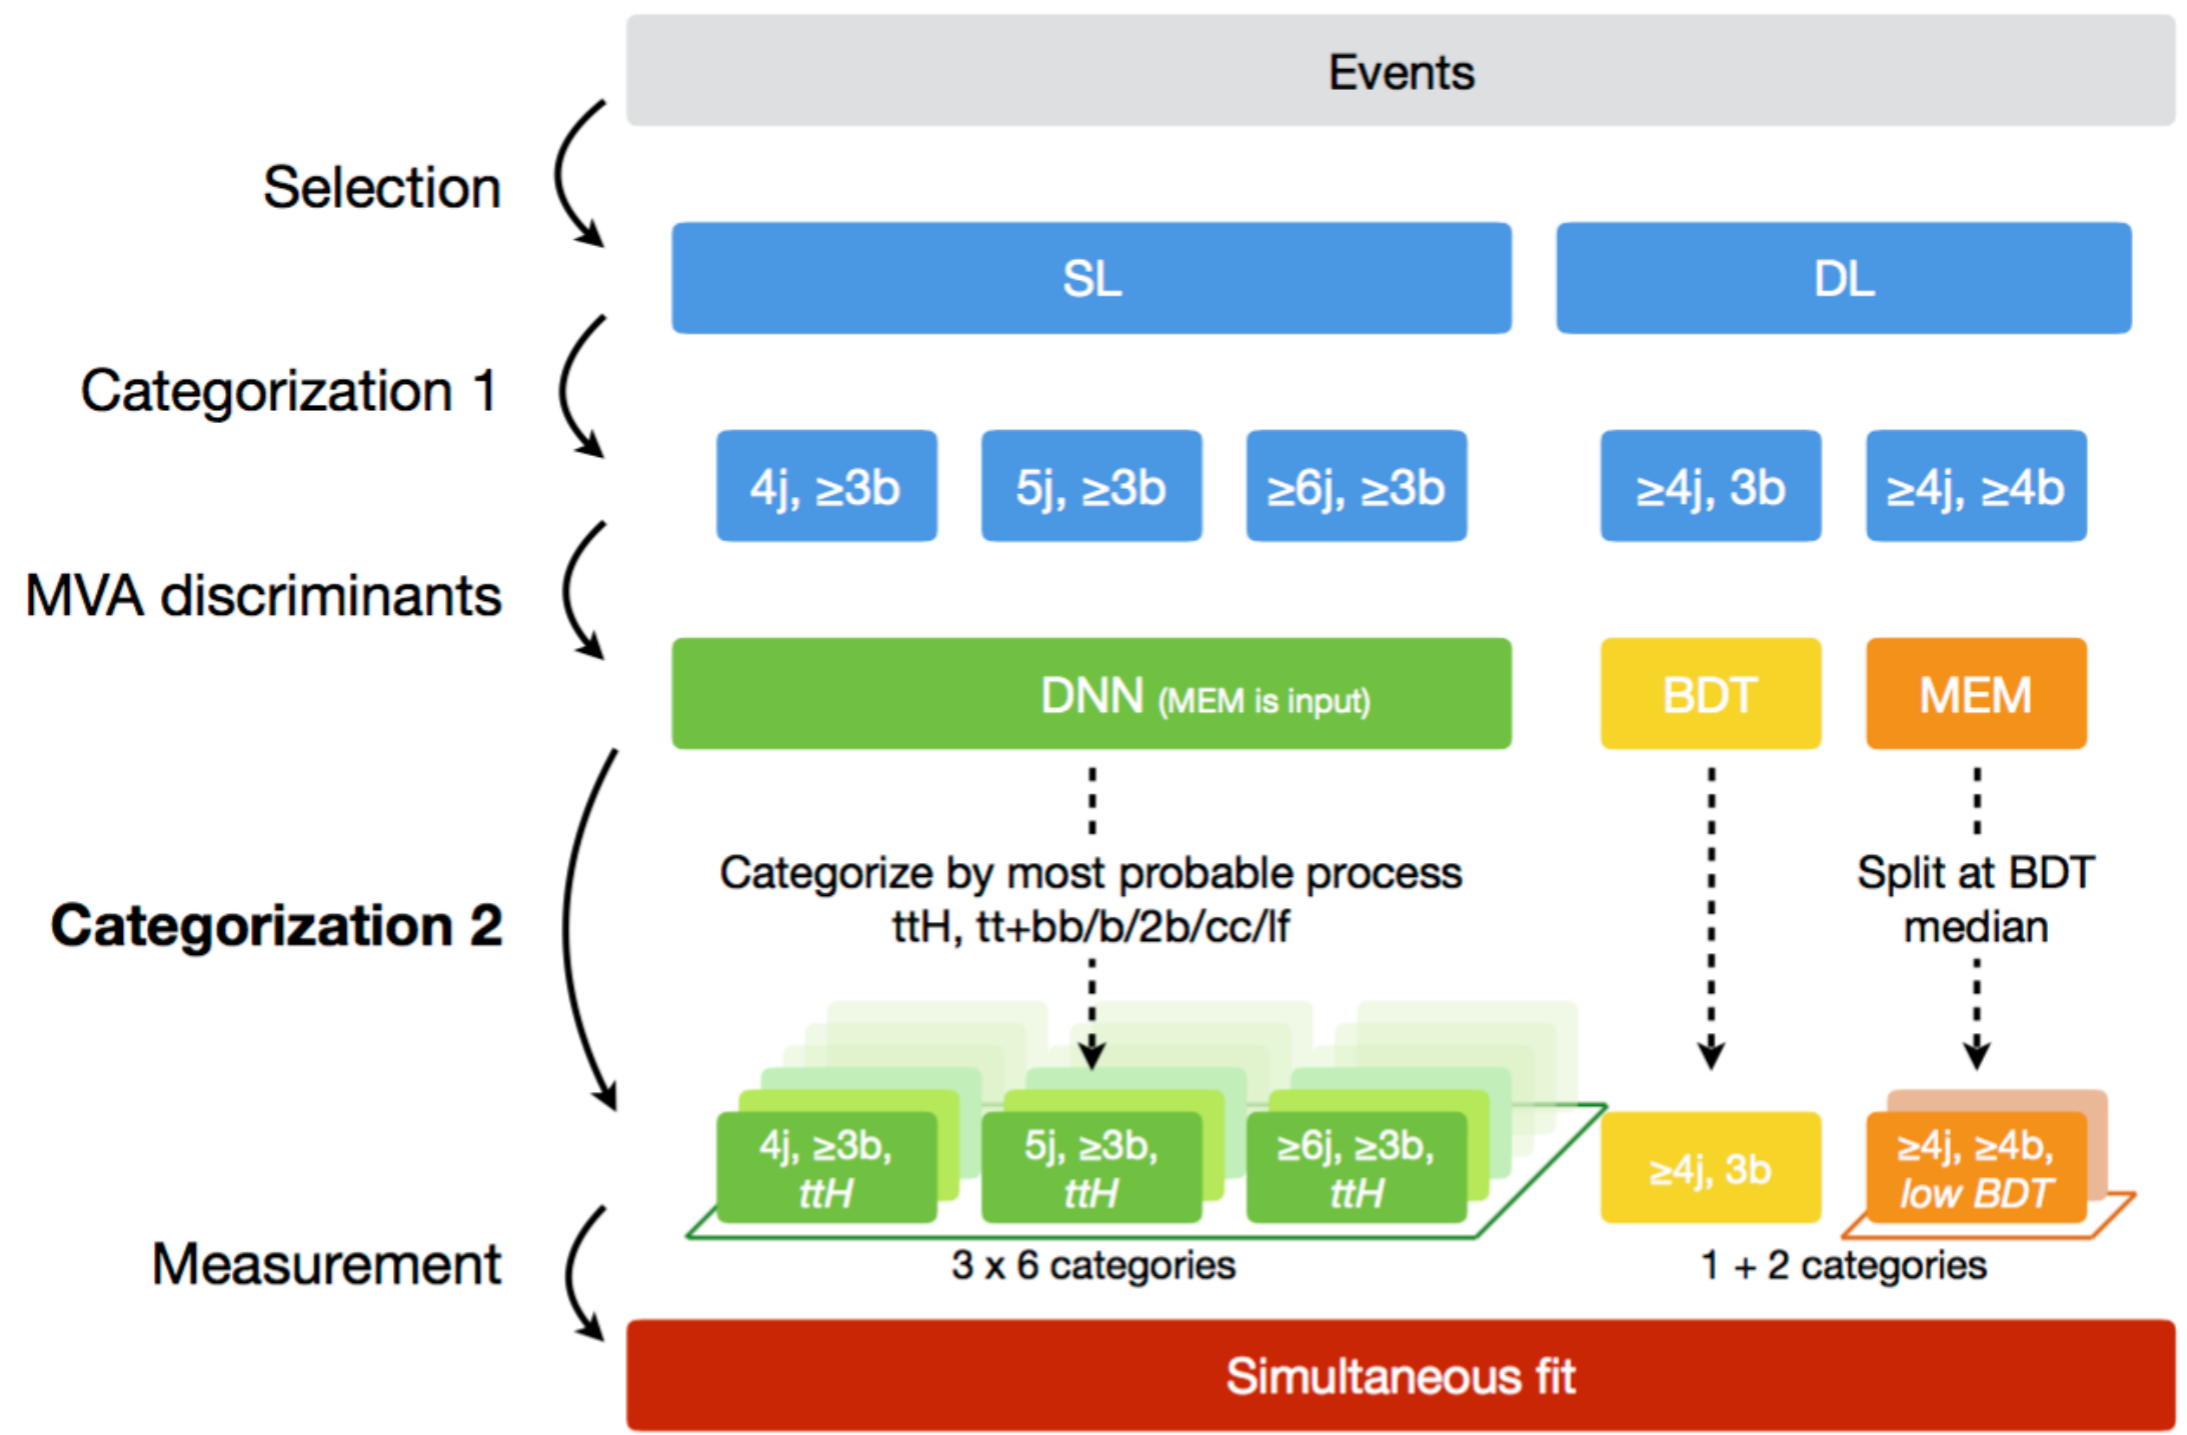 Events
Selection
SL
DL
Categorization 1
4j, ≥3b
5j, ≥3b
≥6j, ≥3b
≥4j, 3b
≥4j, ≥4b
MVA discriminants
DNN (MEM is input)
BDT
MEM
Categorize by most probable process
ttH, tt+bb/b/2b/cc/lf
Split at BDT
median
Categorization 2
4j, ≥3b,
ttH
5j, ≥3b,
ttH
≥6j, ≥3b,
ttH
≥4j, 3b
≥4j, ≥4b,
low BDT
3 x 6 categories
1 + 2 categories
Measurement
Simultaneous fit